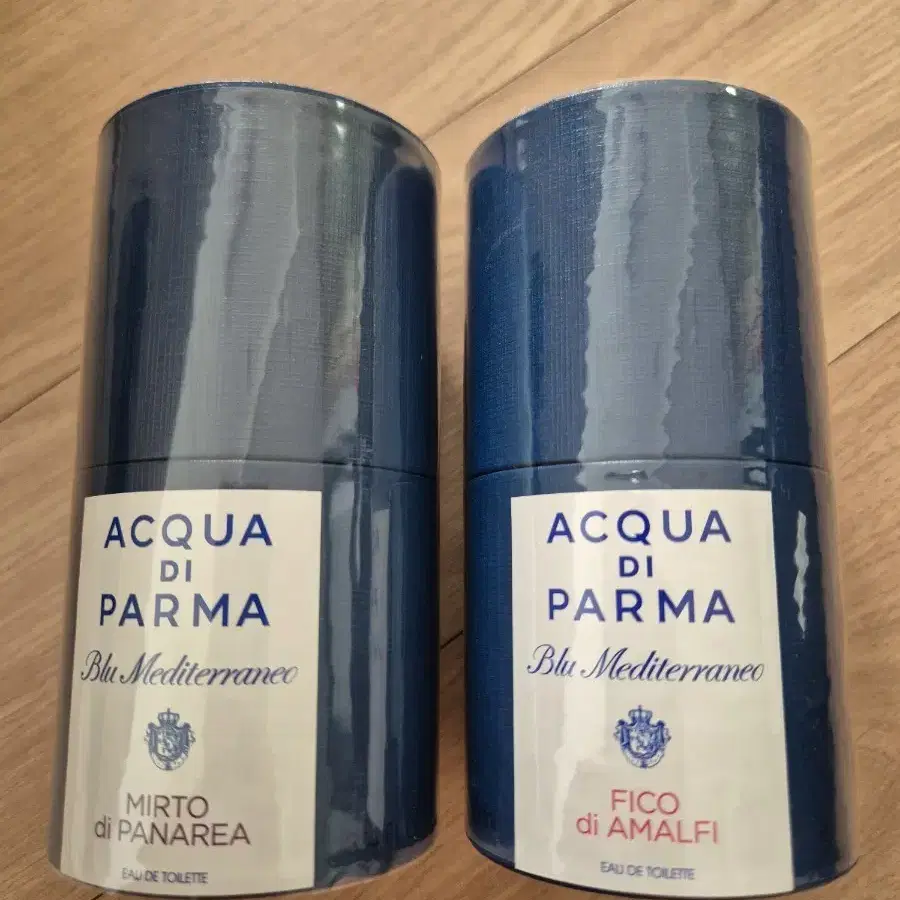 ACQUA
DI
PARMA
Blu Mediterraneo
MIRTO
di PANAREA
EAU DE TOILETTE
ACQUA
DI
PARMA
Blu Mediterraneo
FICO
di AMALFI
EAU DE TOILETTE